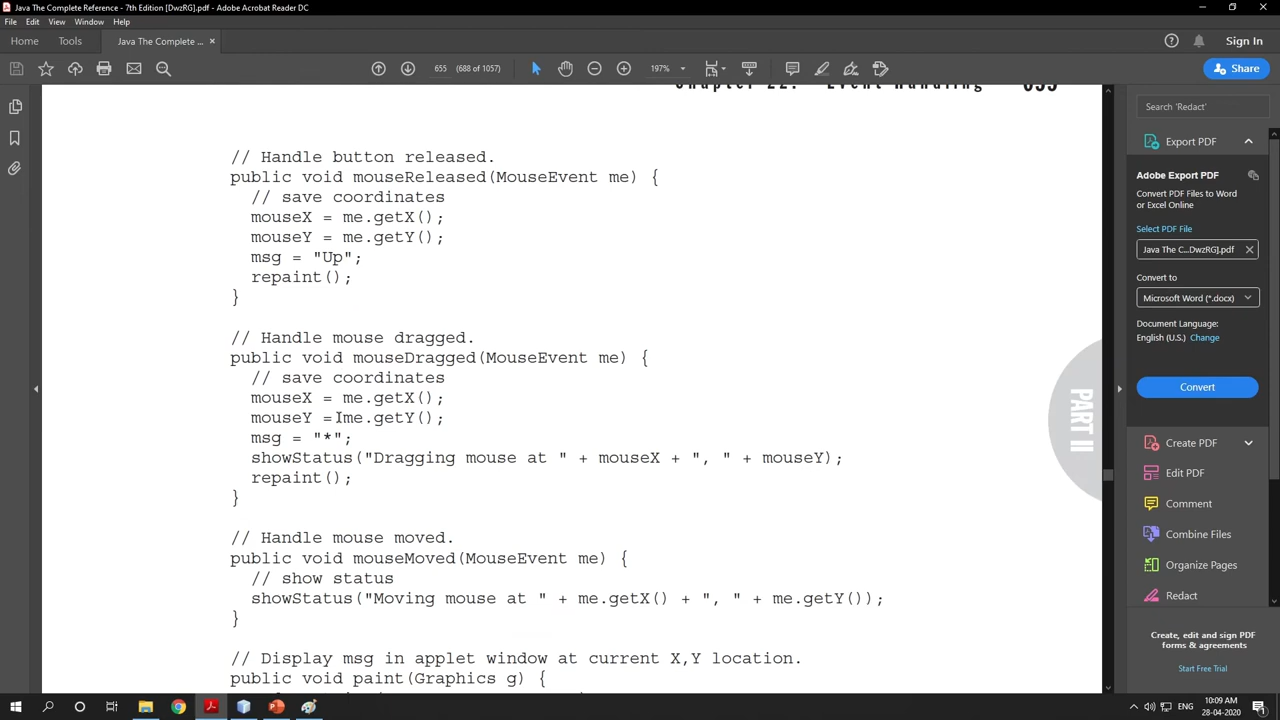 Java The Complete Reference - 7th Edition [DwzRG].pdf - Adobe Acrobat Reader DC
File Edit View Window Help
Home Tools Java The Complete ... × Sign In
655 (688 of 1057) 197% Share
Chapter 22: Event Handling 655
// Handle button released.
public void mouseReleased(MouseEvent me) {
// save coordinates
mouseX = me.getX();
mouseY = me.getY();
msg = "Up";
repaint();
}
// Handle mouse dragged.
public void mouseDragged(MouseEvent me) {
// save coordinates
mouseX = me.getX();
mouseY = me.getY();
msg = "*";
showStatus("Dragging mouse at " + mouseX + ", " + mouseY);
repaint();
}
// Handle mouse moved.
public void mouseMoved(MouseEvent me) {
// show status
showStatus("Moving mouse at " + me.getX() + ", " + me.getY());
}
// Display msg in applet window at current X,Y location.
public void paint(Graphics g) {
PART II
Search 'Redact'
Export PDF
Adobe Export PDF
Convert PDF Files to Word
or Excel Online
Select PDF File
Java The C...DwzRG].pdf
Convert to
Microsoft Word (*.docx)
Document Language:
English (U.S.) Change
Convert
Create PDF
Edit PDF
Comment
Combine Files
Organize Pages
Redact
Create, edit and sign PDF
forms & agreements
Start Free Trial
ENG
10:09 AM
28-04-2020